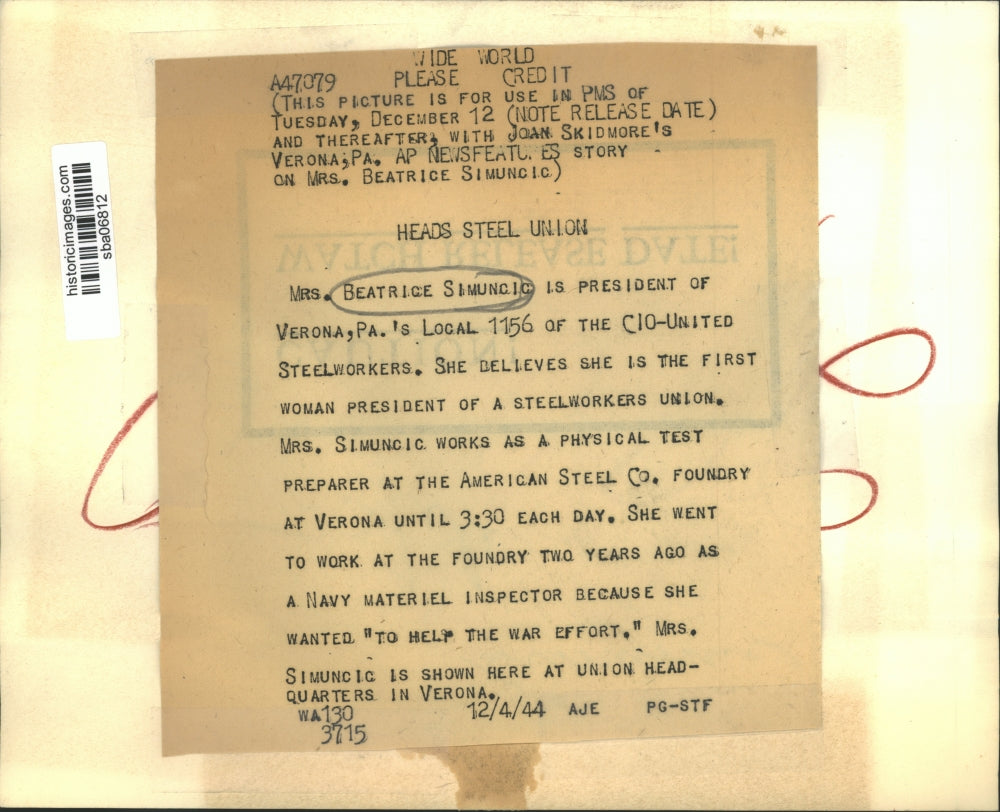 WIDE WORLD
A47079 PLEASE CREDIT
(THIS PICTURE IS FOR USE IN PMS OF
TUESDAY, DECEMBER 12 (NOTE RELEASE DATE)
AND THEREAFTER, WITH JOAN SKIDMORE'S
VERONA, PA. AP NEWSFEATURES STORY
ON MRS. BEATRICE SIMUNCIC)
HEADS STEEL UNION
WATCH RELEASE DATE!
MRS. BEATRICE SIMUNCIC IS PRESIDENT OF
VERONA, PA.'S LOCAL 1156 OF THE CIO-UNITED
CAUTION
STEELWORKERS. SHE BELIEVES SHE IS THE FIRST
WOMAN PRESIDENT OF A STEELWORKERS UNION.
MRS. SIMUNCIC WORKS AS A PHYSICAL TEST
PREPARER AT THE AMERICAN STEEL CO. FOUNDRY
AT VERONA UNTIL 3:30 EACH DAY. SHE WENT
TO WORK AT THE FOUNDRY TWO YEARS AGO AS
A NAVY MATERIEL INSPECTOR BECAUSE SHE
WANTED "TO HELP THE WAR EFFORT." MRS.
SIMUNCIC IS SHOWN HERE AT UNION HEAD-
QUARTERS IN VERONA.
WA130 12/4/44 AJE PG-STF
3715
historicimages.com
sba06812